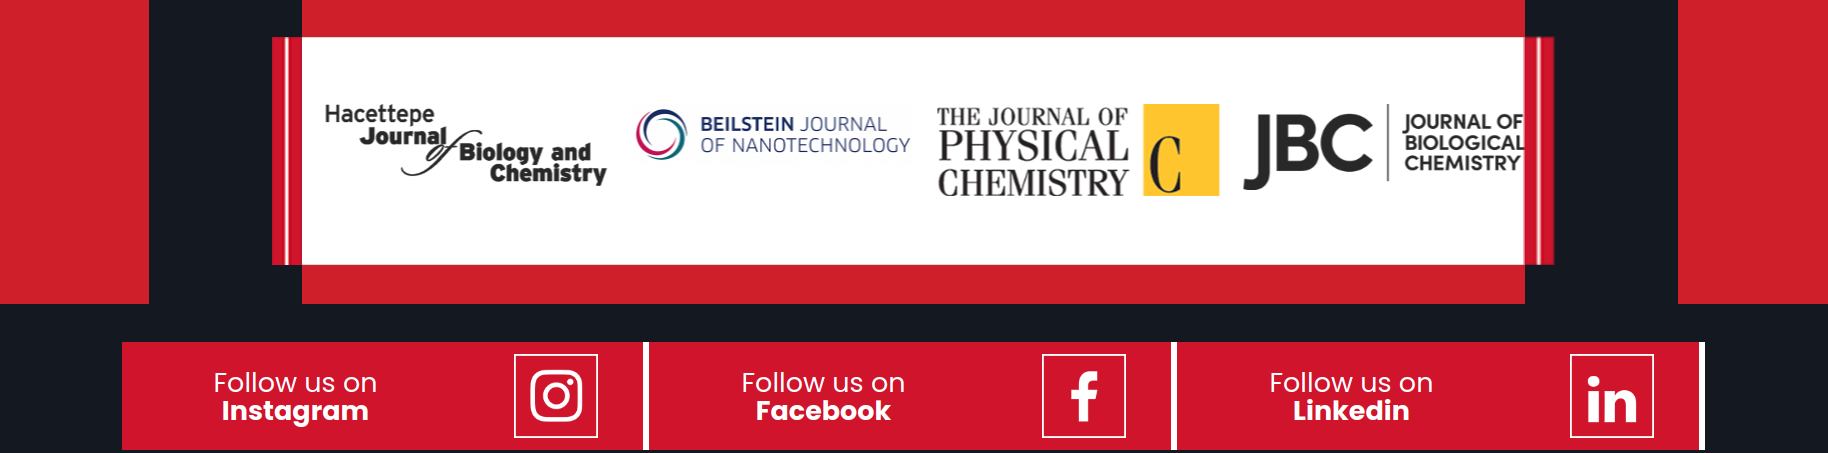 Hacettepe
Journal
of Biology and
Chemistry
BEILSTEIN JOURNAL
OF NANOTECHNOLOGY
THE JOURNAL OF
PHYSICAL
CHEMISTRY
C
JBC
JOURNAL OF
BIOLOGICAL
CHEMISTRY
Follow us on
Instagram
Follow us on
Facebook
f
Follow us on
Linkedin
in